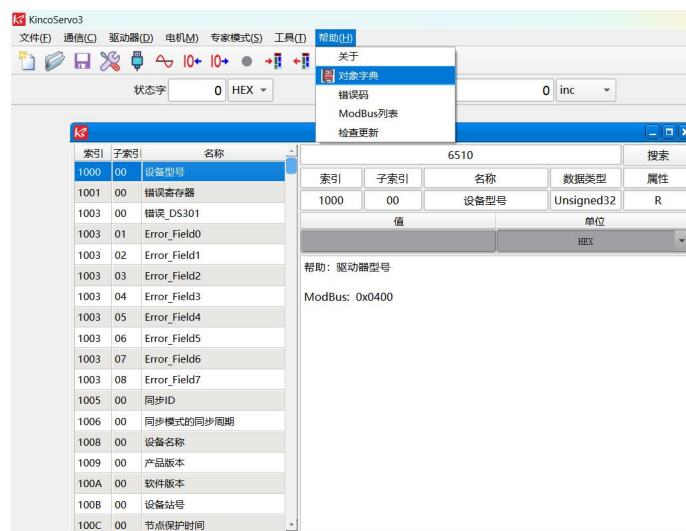 KincoServo3
文件(F) 通信(C) 驱动器(D) 电机(M) 专家模式(S) 工具(T) 帮助(H)
关于
对象字典
错误码
ModBus列表
检查更新
状态字 0 HEX 0 inc
索引 子索引 名称
1000 00 设备型号
1001 00 错误寄存器
1003 00 错误_DS301
1003 01 Error_Field0
1003 02 Error_Field1
1003 03 Error_Field2
1003 04 Error_Field3
1003 05 Error_Field4
1003 06 Error_Field5
1003 07 Error_Field6
1003 08 Error_Field7
1005 00 同步ID
1006 00 同步模式的同步周期
1008 00 设备名称
1009 00 产品版本
100A 00 软件版本
100B 00 设备站号
100C 00 节点保护时间
6510 搜索
索引 子索引 名称 数据类型 属性
1000 00 设备型号 Unsigned32 R
值 单位
HEX
帮助: 驱动器型号
ModBus: 0x0400